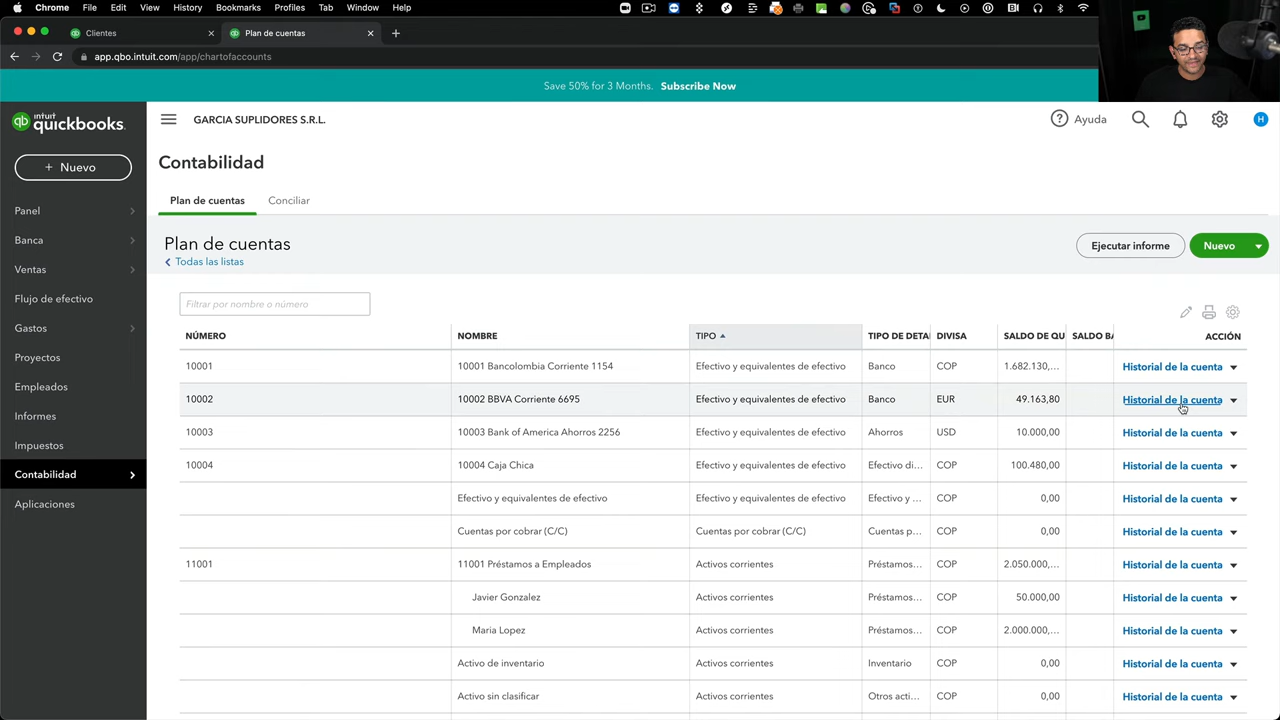 Chrome File Edit View History Bookmarks Profiles Tab Window Help
Clientes
Plan de cuentas
app.qbo.intuit.com/app/chartofaccounts
Save 50% for 3 Months. Subscribe Now
intuit quickbooks.
GARCIA SUPLIDORES S.R.L.
Ayuda
H
+ Nuevo
Contabilidad
Plan de cuentas Conciliar
Panel
Banca
Ventas
Flujo de efectivo
Gastos
Proyectos
Empleados
Informes
Impuestos
Contabilidad
Aplicaciones
Plan de cuentas
Todas las listas
Ejecutar informe
Nuevo
Filtrar por nombre o número
NÚMERO NOMBRE TIPO TIPO DE DETA DIVISA SALDO DE QU SALDO BA ACCIÓN
10001 10001 Bancolombia Corriente 1154 Efectivo y equivalentes de efectivo Banco COP 1.682.130,... Historial de la cuenta
10002 10002 BBVA Corriente 6695 Efectivo y equivalentes de efectivo Banco EUR 49.163,80 Historial de la cuenta
10003 10003 Bank of America Ahorros 2256 Efectivo y equivalentes de efectivo Ahorros USD 10.000,00 Historial de la cuenta
10004 10004 Caja Chica Efectivo y equivalentes de efectivo Efectivo di... COP 100.480,00 Historial de la cuenta
Efectivo y equivalentes de efectivo Efectivo y equivalentes de efectivo Efectivo y ... COP 0,00 Historial de la cuenta
Cuentas por cobrar (C/C) Cuentas por cobrar (C/C) Cuentas p... COP 0,00 Historial de la cuenta
11001 11001 Préstamos a Empleados Activos corrientes Préstamos... COP 2.050.000,... Historial de la cuenta
Javier Gonzalez Activos corrientes Préstamos... COP 50.000,00 Historial de la cuenta
Maria Lopez Activos corrientes Préstamos... COP 2.000.000,... Historial de la cuenta
Activo de inventario Activos corrientes Inventario COP 0,00 Historial de la cuenta
Activo sin clasificar Activos corrientes Otros acti... COP 0,00 Historial de la cuenta